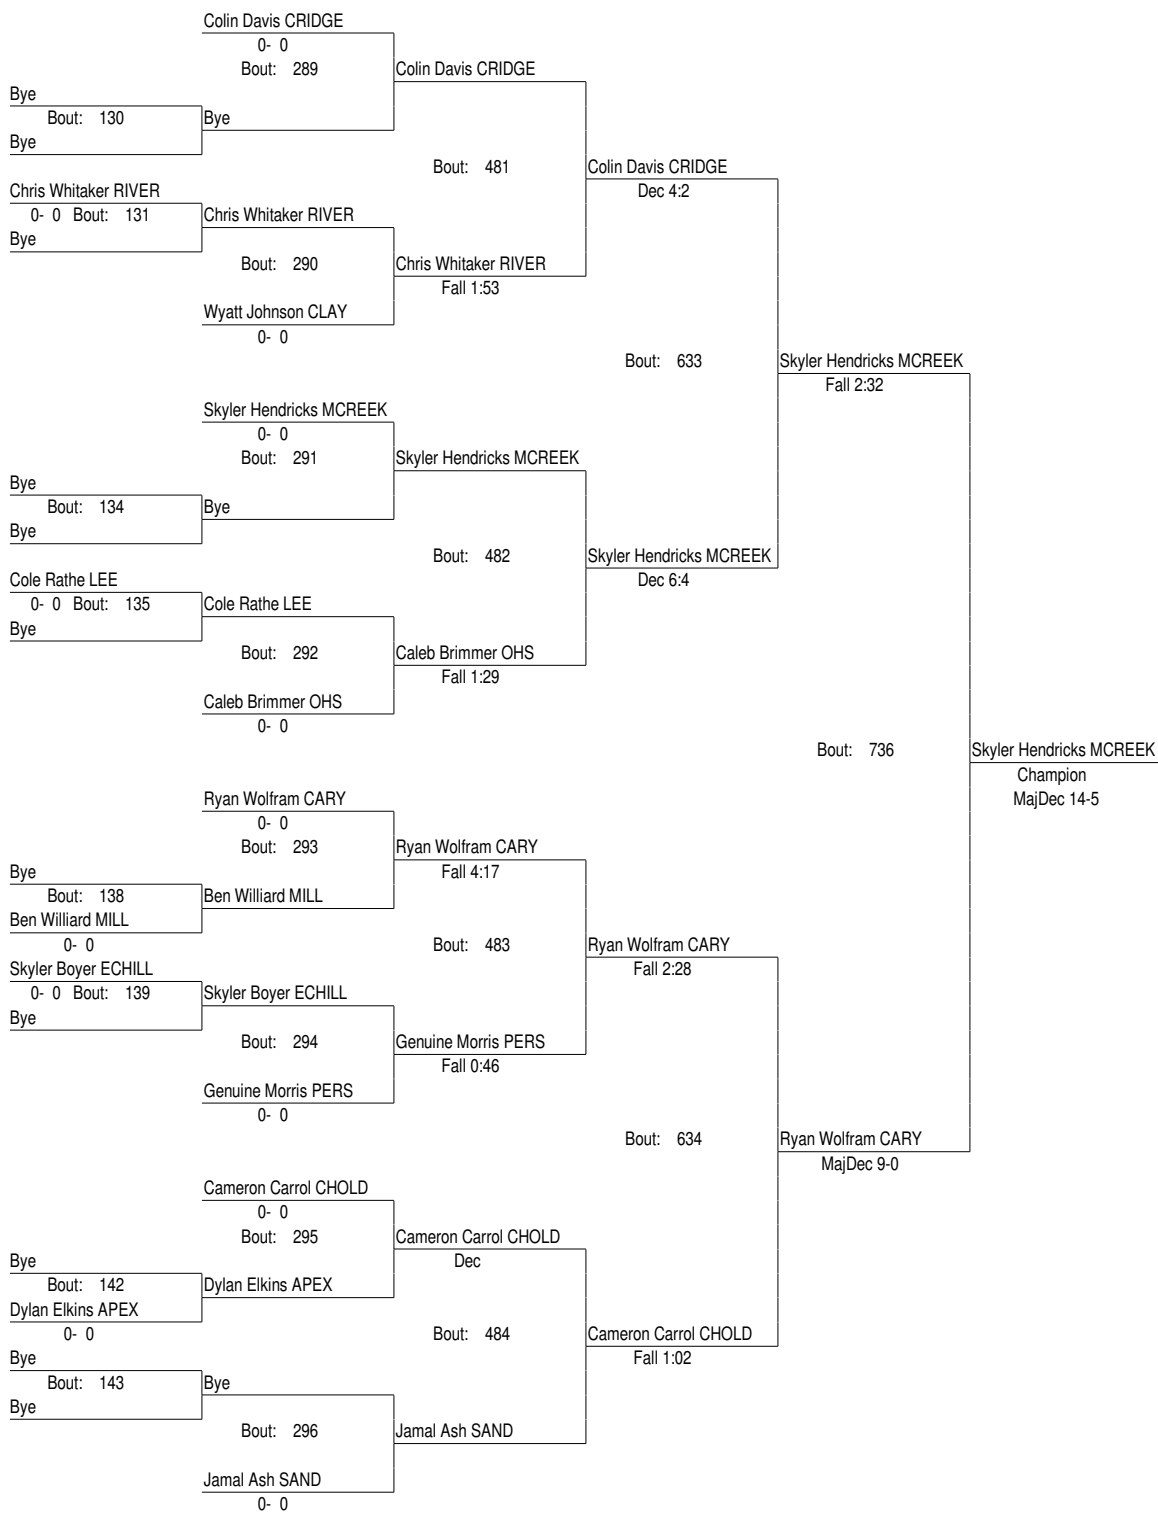 Colin Davis CRIDGE
0- 0
Bout: 289
Colin Davis CRIDGE
Bye
Bout: 130
Bye
Bye
Bout: 481
Colin Davis CRIDGE
Dec 4:2
Chris Whitaker RIVER
0- 0 Bout: 131
Chris Whitaker RIVER
Bye
Bout: 290
Chris Whitaker RIVER
Fall 1:53
Wyatt Johnson CLAY
0- 0
Bout: 633
Skyler Hendricks MCREEK
Fall 2:32
Skyler Hendricks MCREEK
0- 0
Bout: 291
Skyler Hendricks MCREEK
Bye
Bout: 134
Bye
Bye
Bout: 482
Skyler Hendricks MCREEK
Dec 6:4
Cole Rathe LEE
0- 0 Bout: 135
Cole Rathe LEE
Bye
Bout: 292
Caleb Brimmer OHS
Fall 1:29
Caleb Brimmer OHS
0- 0
Bout: 736
Skyler Hendricks MCREEK
Champion
MajDec 14-5
Ryan Wolfram CARY
0- 0
Bout: 293
Ryan Wolfram CARY
Fall 4:17
Bye
Bout: 138
Ben Williard MILL
Ben Williard MILL
0- 0
Bout: 483
Ryan Wolfram CARY
Fall 2:28
Skyler Boyer ECHILL
0- 0 Bout: 139
Skyler Boyer ECHILL
Bye
Bout: 294
Genuine Morris PERS
Fall 0:46
Genuine Morris PERS
0- 0
Bout: 634
Ryan Wolfram CARY
MajDec 9-0
Cameron Carrol CHOLD
0- 0
Bout: 295
Cameron Carrol CHOLD
Dec
Bye
Bout: 142
Dylan Elkins APEX
Dylan Elkins APEX
0- 0
Bout: 484
Cameron Carrol CHOLD
Fall 1:02
Bye
Bout: 143
Bye
Bye
Bout: 296
Jamal Ash SAND
Jamal Ash SAND
0- 0